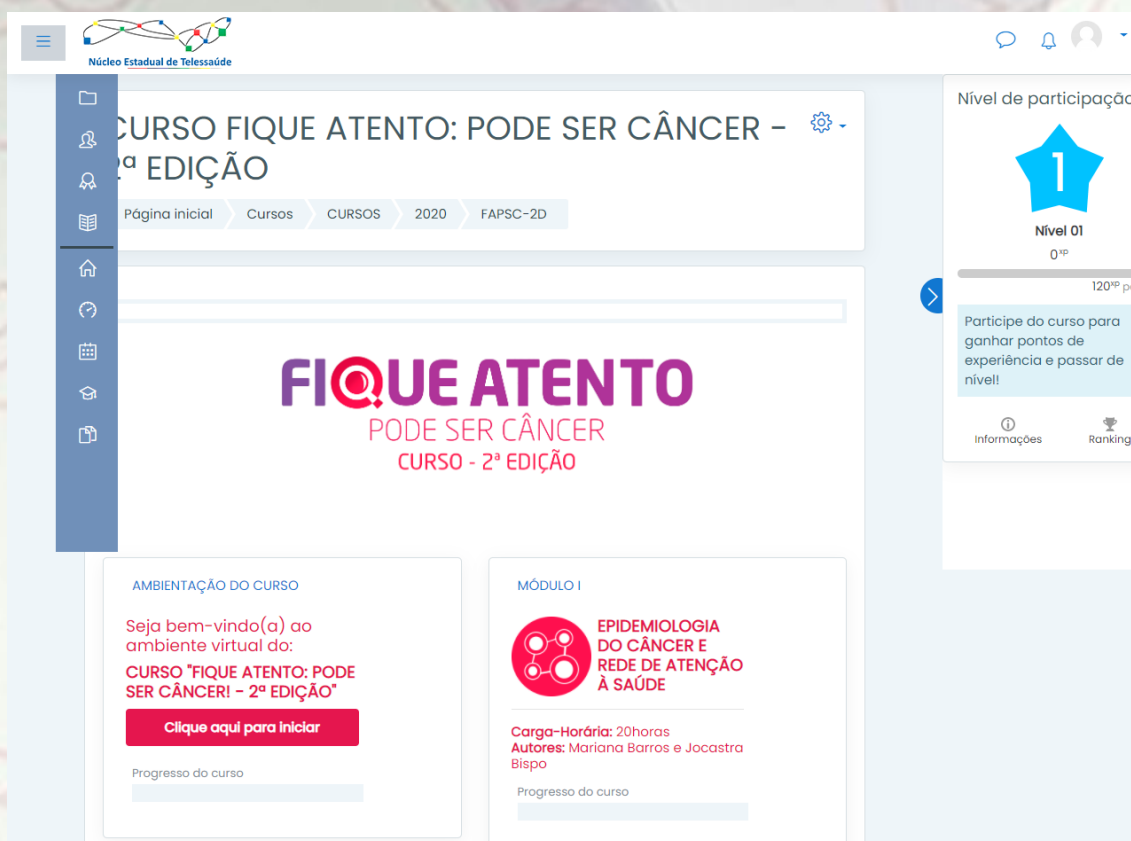 Núcleo Estadual de Telessaúde
CURSO FIQUE ATENTO: PODE SER CÂNCER -
2ª EDIÇÃO
Página inicial Cursos CURSOS 2020 FAPSC-2D
FIQUE ATENTO
PODE SER CÂNCER
CURSO - 2ª EDIÇÃO
AMBIENTAÇÃO DO CURSO
Seja bem-vindo(a) ao
ambiente virtual do:
CURSO "FIQUE ATENTO: PODE
SER CÂNCER! - 2ª EDIÇÃO"
Clique aqui para iniciar
Progresso do curso
MÓDULO I
EPIDEMIOLOGIA
DO CÂNCER E
REDE DE ATENÇÃO
À SAÚDE
Carga-Horária: 20horas
Autores: Mariana Barros e Jocastra
Bispo
Progresso do curso
Nível de participação
1
Nível 01
0xp
120xp
Participe do curso para
ganhar pontos de
experiência e passar de
nível!
Informações Ranking